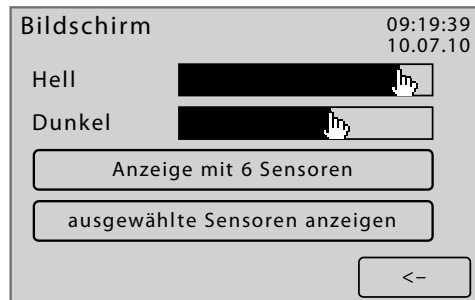 Bildschirm
09:19:39
10.07.10
Hell
Dunkel
Anzeige mit 6 Sensoren
ausgewählte Sensoren anzeigen
<–